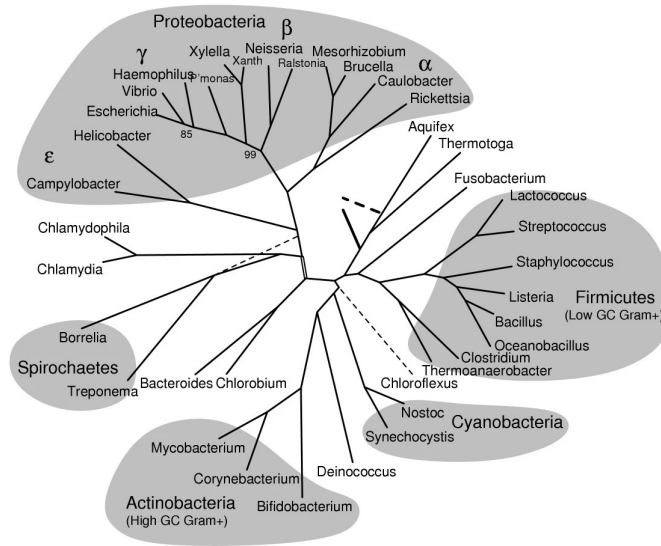 Proteobacteria
β
γ
Xylella
Neisseria
Mesorhizobium
Xanth
Ralstonia
Brucella
α
Haemophilus
P'monas
Vibrio
Caulobacter
Escherichia
Rickettsia
85
99
Helicobacter
Aquifex
Thermotoga
ε
Campylobacter
Fusobacterium
Lactococcus
Chlamydophila
Streptococcus
Chlamydia
Staphylococcus
Listeria
Firmicutes
(Low GC Gram+)
Bacillus
Borrelia
Oceanobacillus
Clostridium
Spirochaetes
Thermoanaerobacter
Treponema
Bacteroides
Chlorobium
Chloroflexus
Nostoc
Cyanobacteria
Synechocystis
Mycobacterium
Deinococcus
Corynebacterium
Actinobacteria
(High GC Gram+)
Bifidobacterium